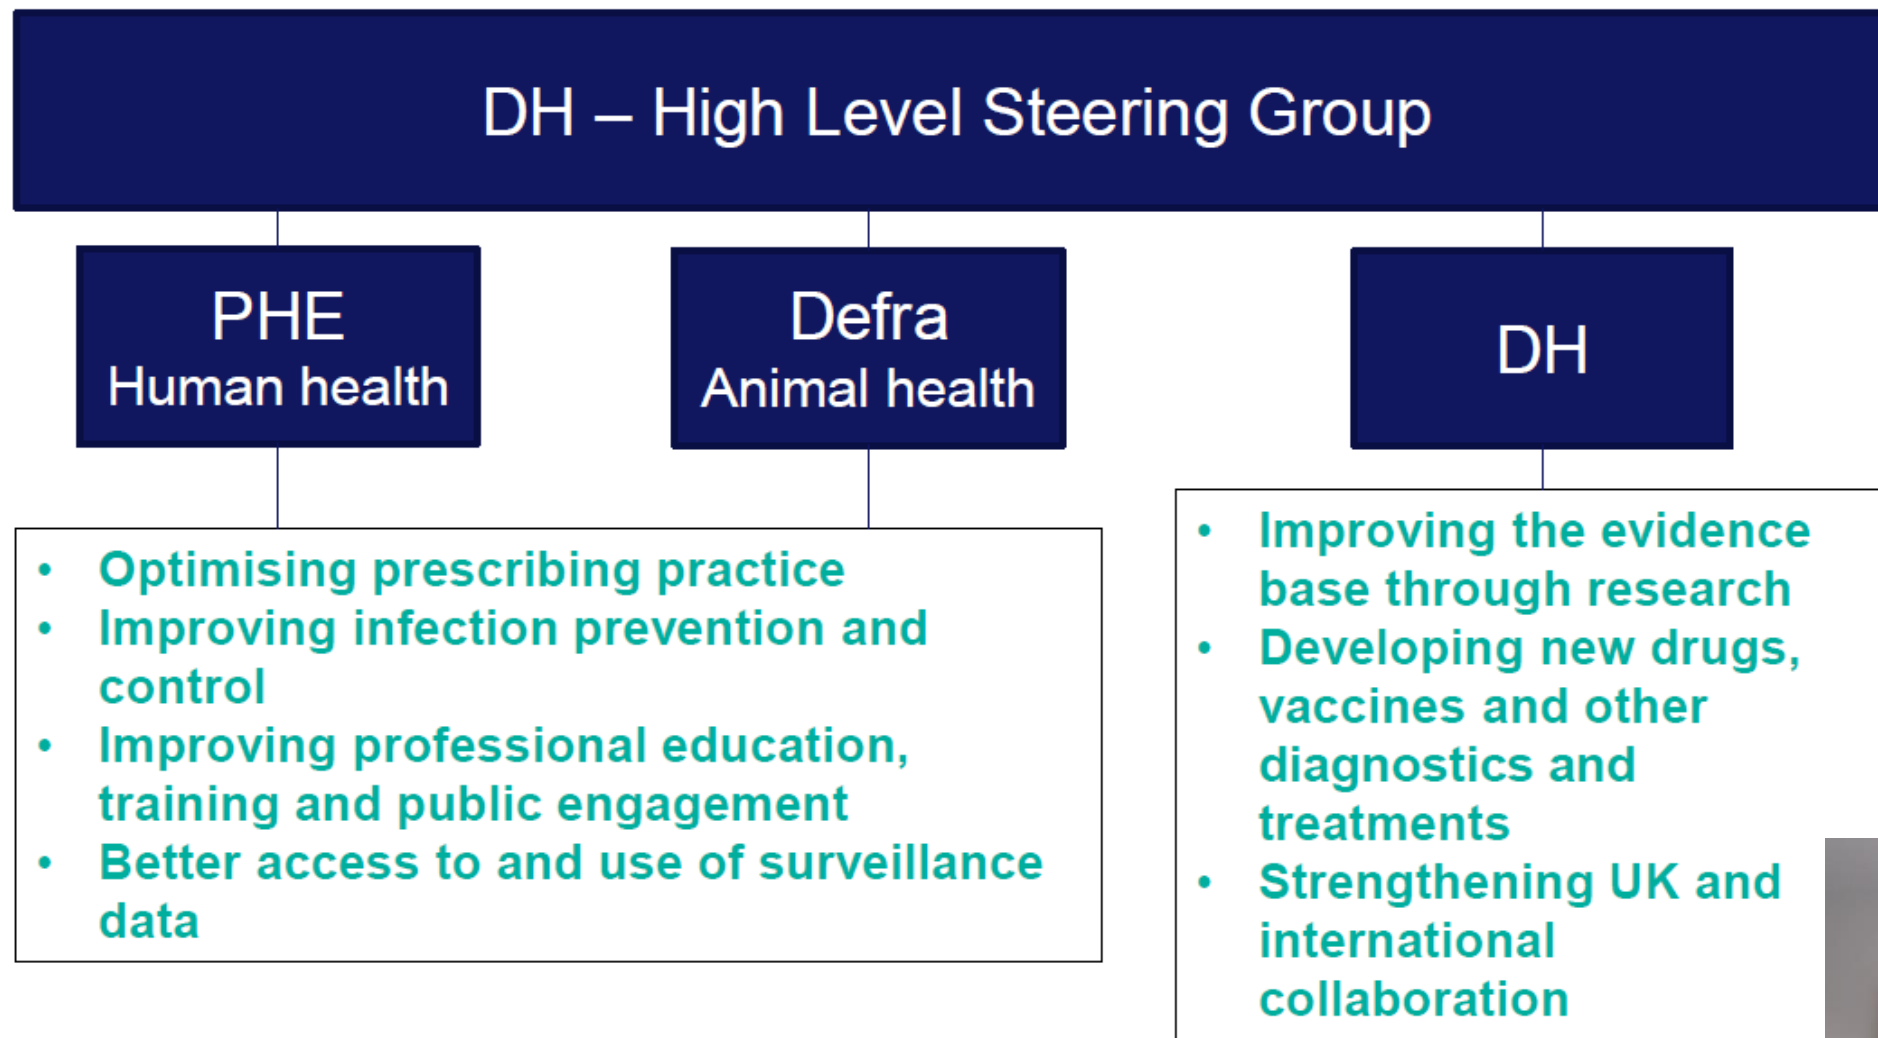 DH – High Level Steering Group
PHE
Human health
Defra
Animal health
DH
• Optimising prescribing practice
• Improving infection prevention and
control
• Improving professional education,
training and public engagement
• Better access to and use of surveillance
data
• Improving the evidence
base through research
• Developing new drugs,
vaccines and other
diagnostics and
treatments
• Strengthening UK and
international
collaboration